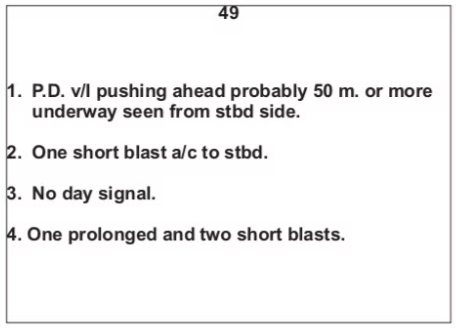 49
1. P.D. v/l pushing ahead probably 50 m. or more
underway seen from stbd side.
2. One short blast a/c to stbd.
3. No day signal.
4. One prolonged and two short blasts.